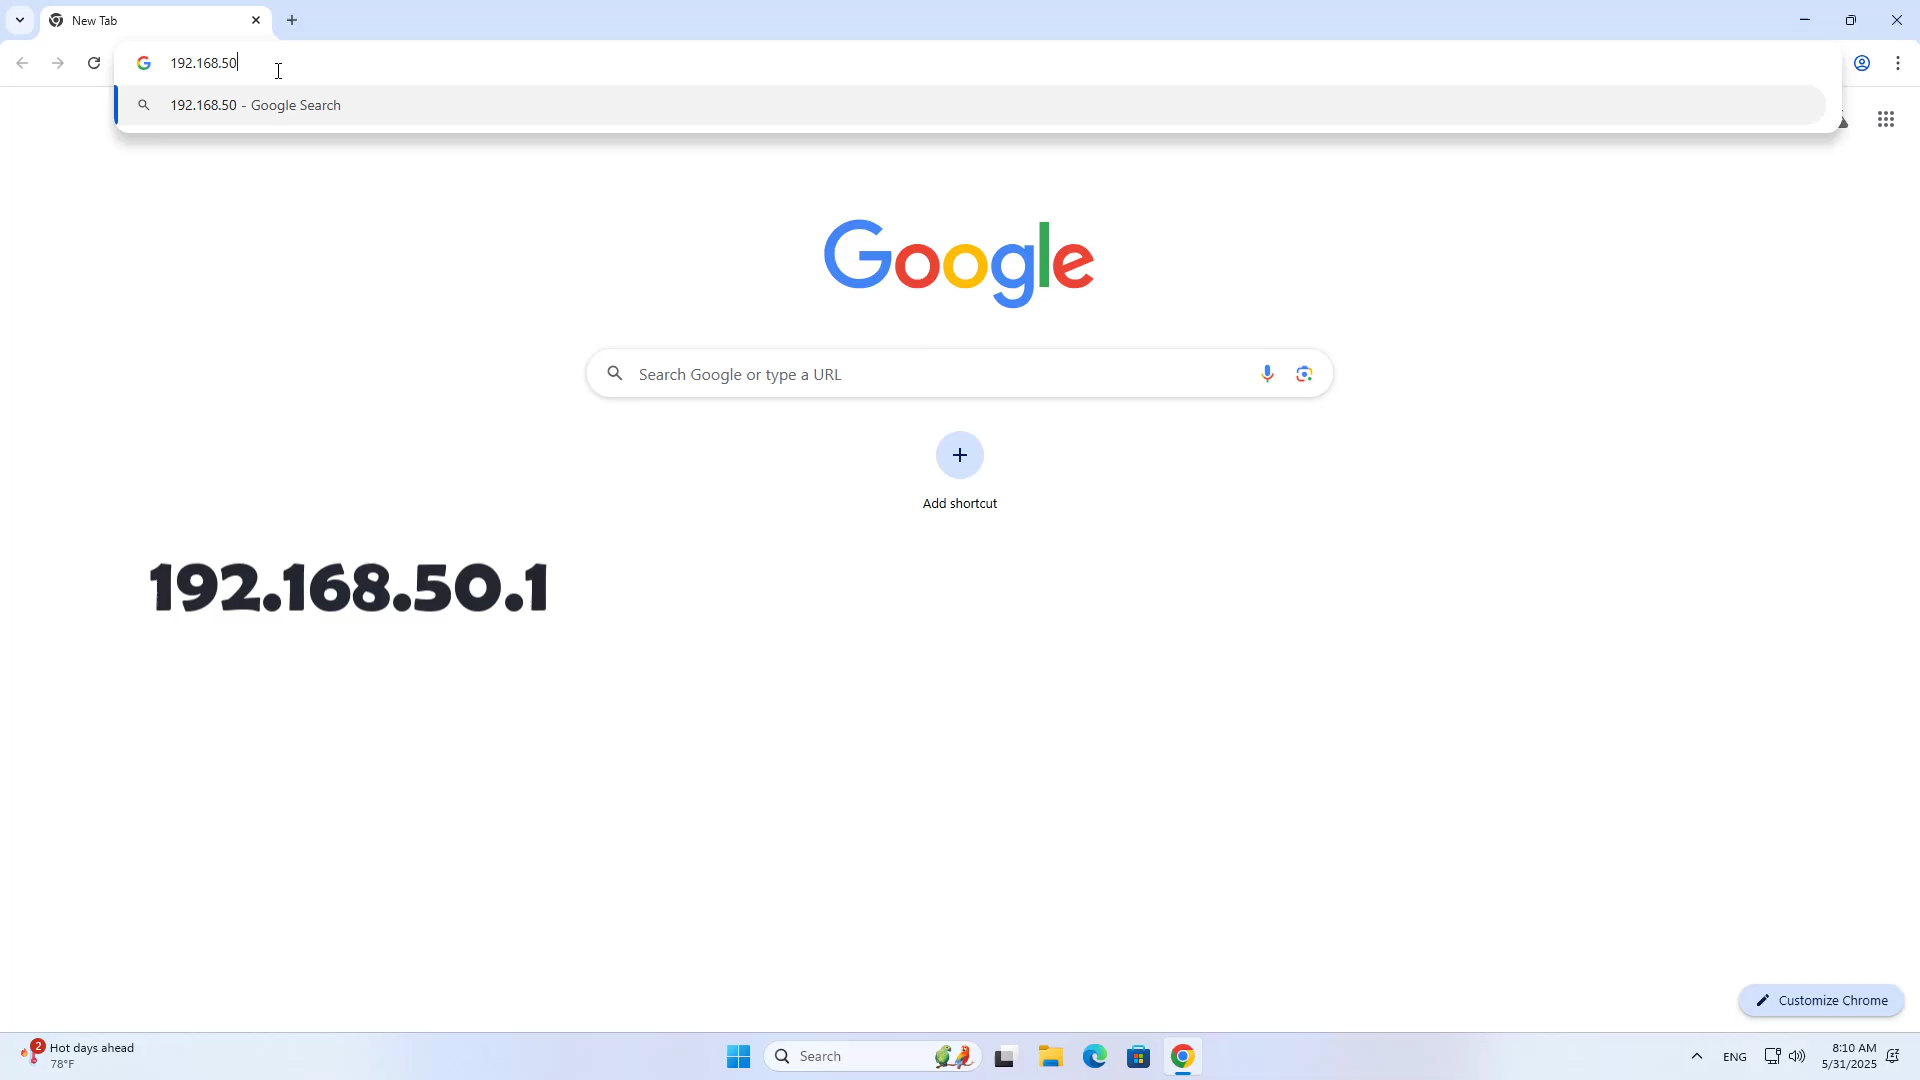 New Tab
192.168.50
192.168.50 - Google Search
Google
Search Google or type a URL
Add shortcut
192.168.50.1
Customize Chrome
2
Hot days ahead
78°F
Search
ENG
8:10 AM
5/31/2025